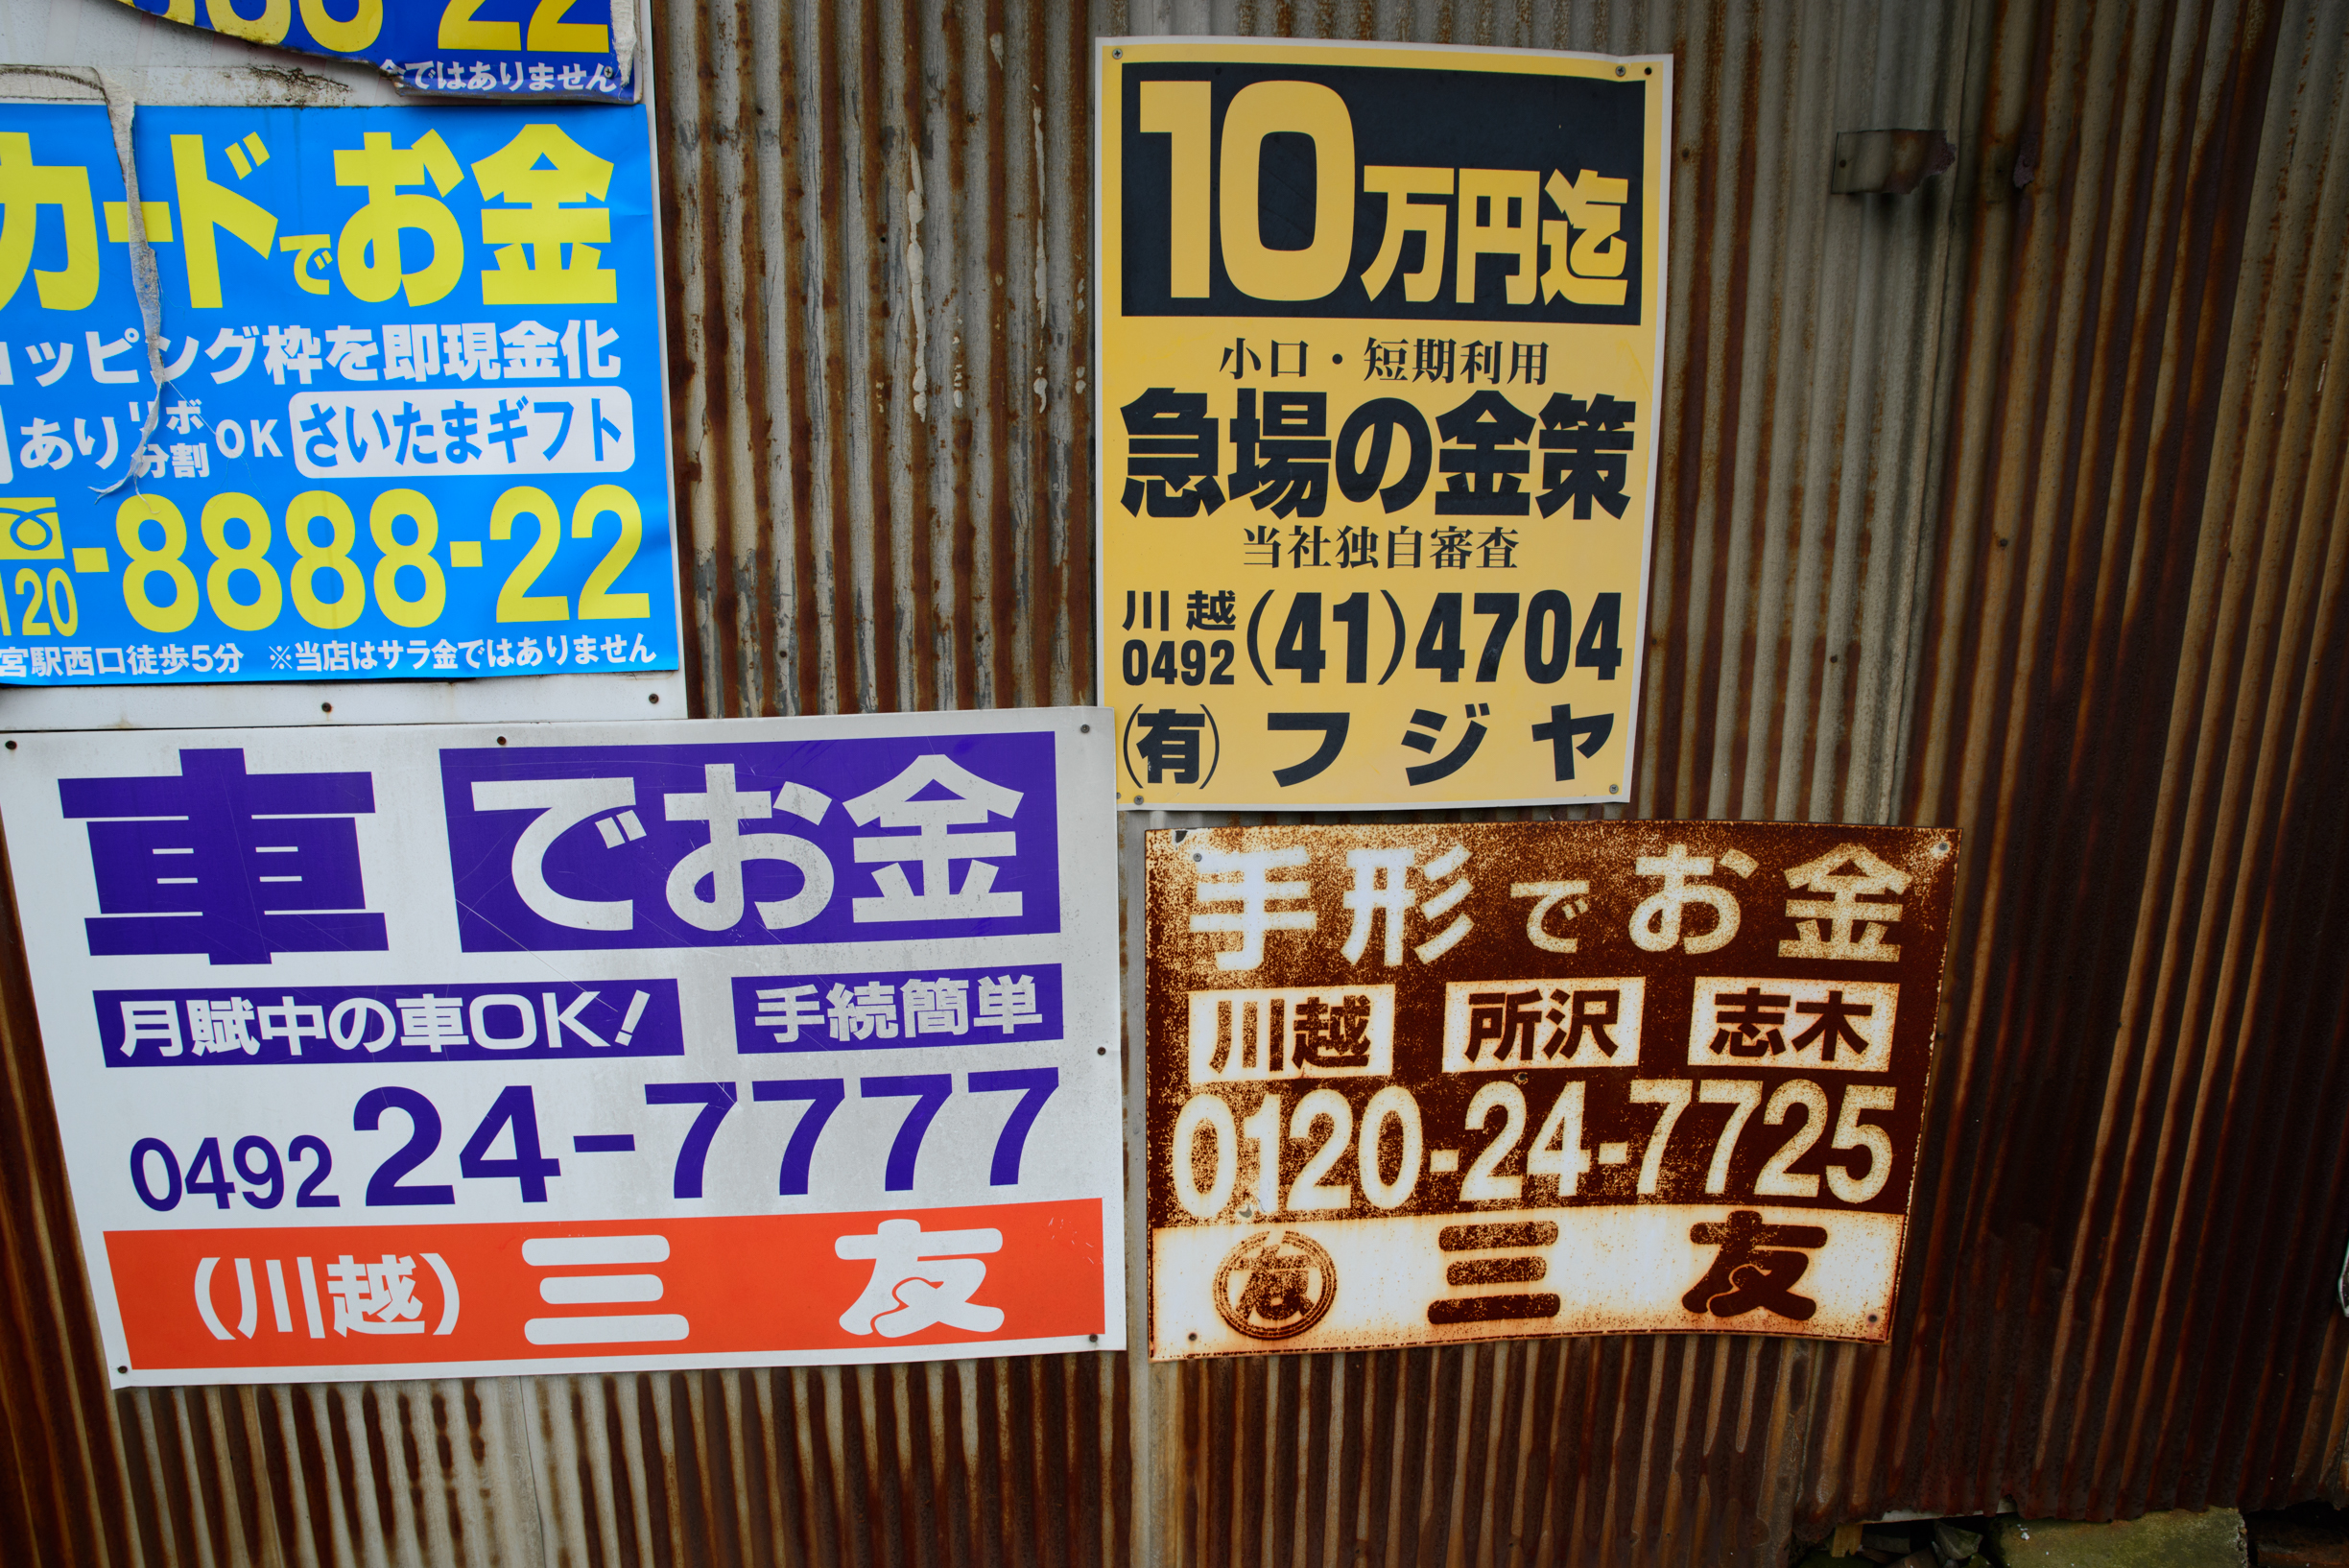 888-22
ではありません
カードでお金
ョッピング枠を即現金化
あり リボ分割 OK さいたまギフト
120-8888-22
宮駅西口徒歩5分 ※当店はサラ金ではありません
車でお金
月賦中の車OK! 手続簡単
0492 24-7777
(川越) 三友
10万円迄
小口・短期利用
急場の金策
当社独自審査
川越 0492 (41) 4704
(有) フジヤ
手形でお金
川越 所沢 志木
0120-24-7725
友 三友